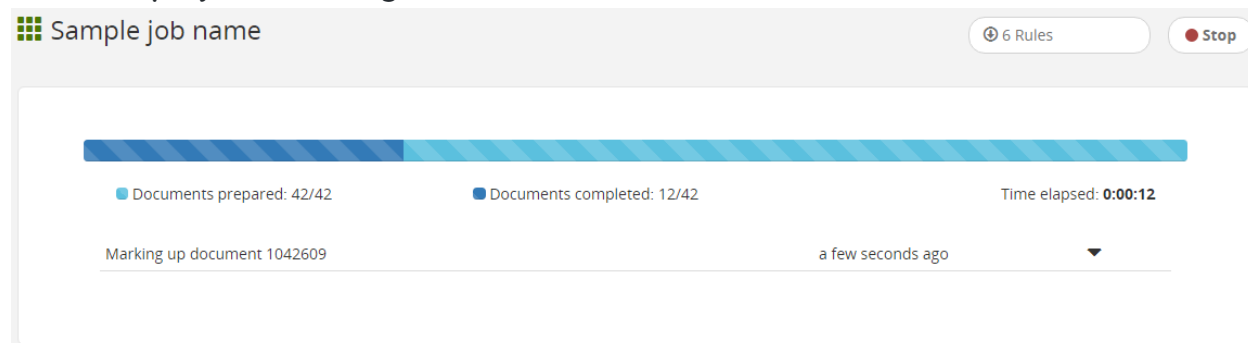 Sample job name
6 Rules
Stop
Documents prepared: 42/42
Documents completed: 12/42
Time elapsed: 0:00:12
Marking up document 1042609
a few seconds ago